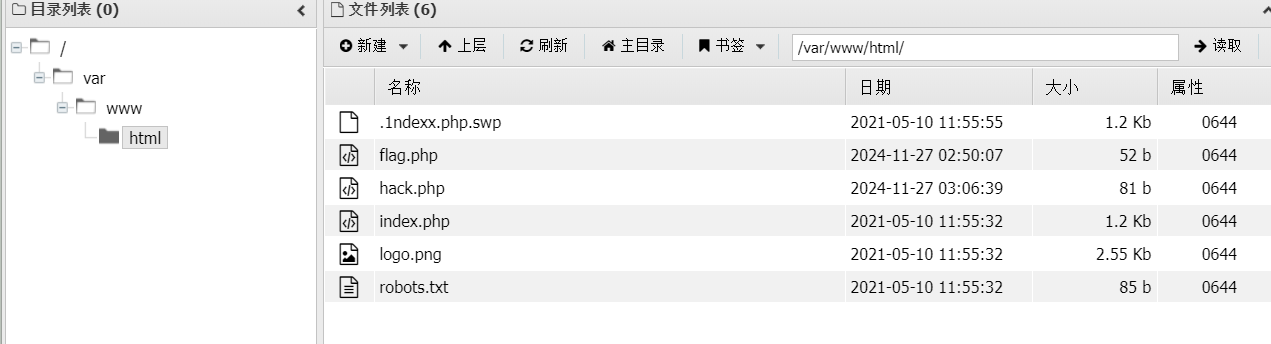 目录列表 (0)
/
var
www
html
文件列表 (6)
新建 上层 刷新 主目录 书签 /var/www/html/ 读取
名称 日期 大小 属性
.1ndexx.php.swp 2021-05-10 11:55:55 1.2 Kb 0644
flag.php 2024-11-27 02:50:07 52 b 0644
hack.php 2024-11-27 03:06:39 81 b 0644
index.php 2021-05-10 11:55:32 1.2 Kb 0644
logo.png 2021-05-10 11:55:32 2.55 Kb 0644
robots.txt 2021-05-10 11:55:32 85 b 0644